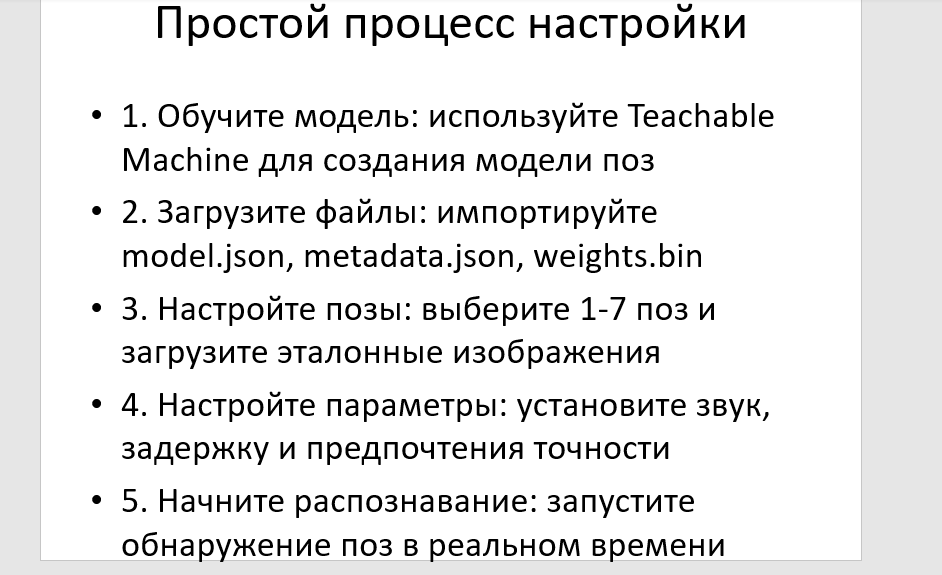 Простой процесс настройки
• 1. Обучите модель: используйте Teachable
Machine для создания модели поз
• 2. Загрузите файлы: импортируйте
model.json, metadata.json, weights.bin
• 3. Настройте позы: выберите 1-7 поз и
загрузите эталонные изображения
• 4. Настройте параметры: установите звук,
задержку и предпочтения точности
• 5. Начните распознавание: запустите
обнаружение поз в реальном времени